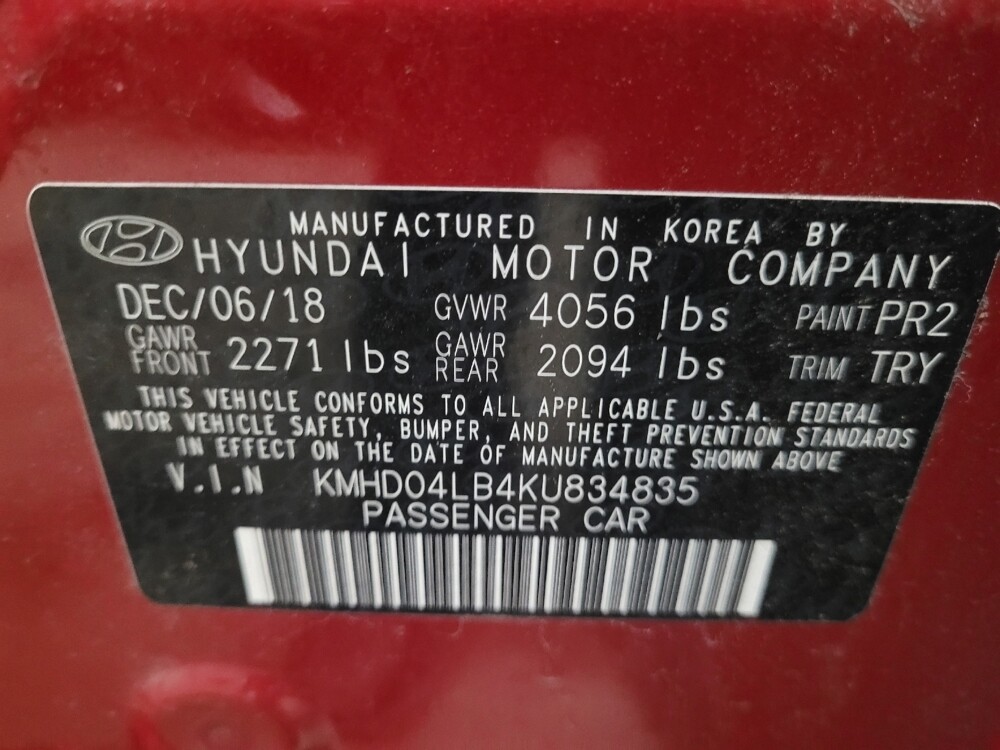 MANUFACTURED IN KOREA BY
HYUNDAI MOTOR COMPANY
DEC/06/18 GVWR 4056 lbs PAINT PR2
GAWR FRONT 2271 lbs GAWR REAR 2094 lbs TRIM TRY
THIS VEHICLE CONFORMS TO ALL APPLICABLE U.S.A. FEDERAL
MOTOR VEHICLE SAFETY, BUMPER, AND THEFT PREVENTION STANDARDS
IN EFFECT ON THE DATE OF MANUFACTURE SHOWN ABOVE
V.I.N KMHD04LB4KU834835
PASSENGER CAR